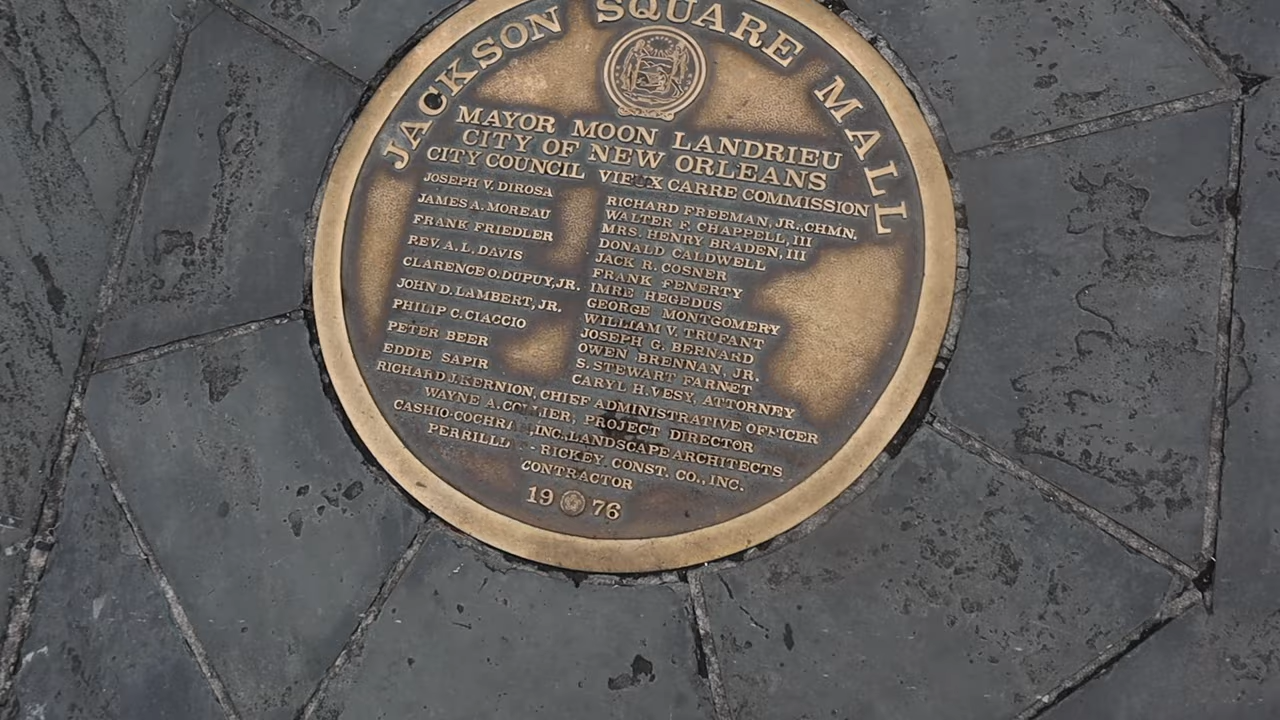 JACKSON SQUARE MALL
MAYOR MOON LANDRIEU
CITY OF NEW ORLEANS
CITY COUNCIL
JOSEPH V. DIROSA
JAMES A. MOREAU
FRANK FRIEDLER
REV. A. L. DAVIS
CLARENCE O. DUPUY, JR.
JOHN D. LAMBERT, JR.
PHILIP C. CIACCIO
PETER BEER
EDDIE SAPIR
VIEUX CARRE COMMISSION
RICHARD FREEMAN, JR., CHMN.
WALTER F. CHAPPELL, III
MRS. HENRY BRADEN, III
DONALD CALDWELL
JACK R. COSNER
FRANK FENERTY
IMRE HEGEDUS
GEORGE MONTGOMERY
WILLIAM V. TRUFANT
JOSEPH G. BERNARD
OWEN BRENNAN, JR.
S. STEWART FARNET
CARYL H. VESY, ATTORNEY
RICHARD J. KERNION, CHIEF ADMINISTRATIVE OFFICER
WAYNE A. COLLIER, PROJECT DIRECTOR
INC. LANDSCAPE ARCHITECTS
RICKEY CONST. CO., INC.
CONTRACTOR
19 76